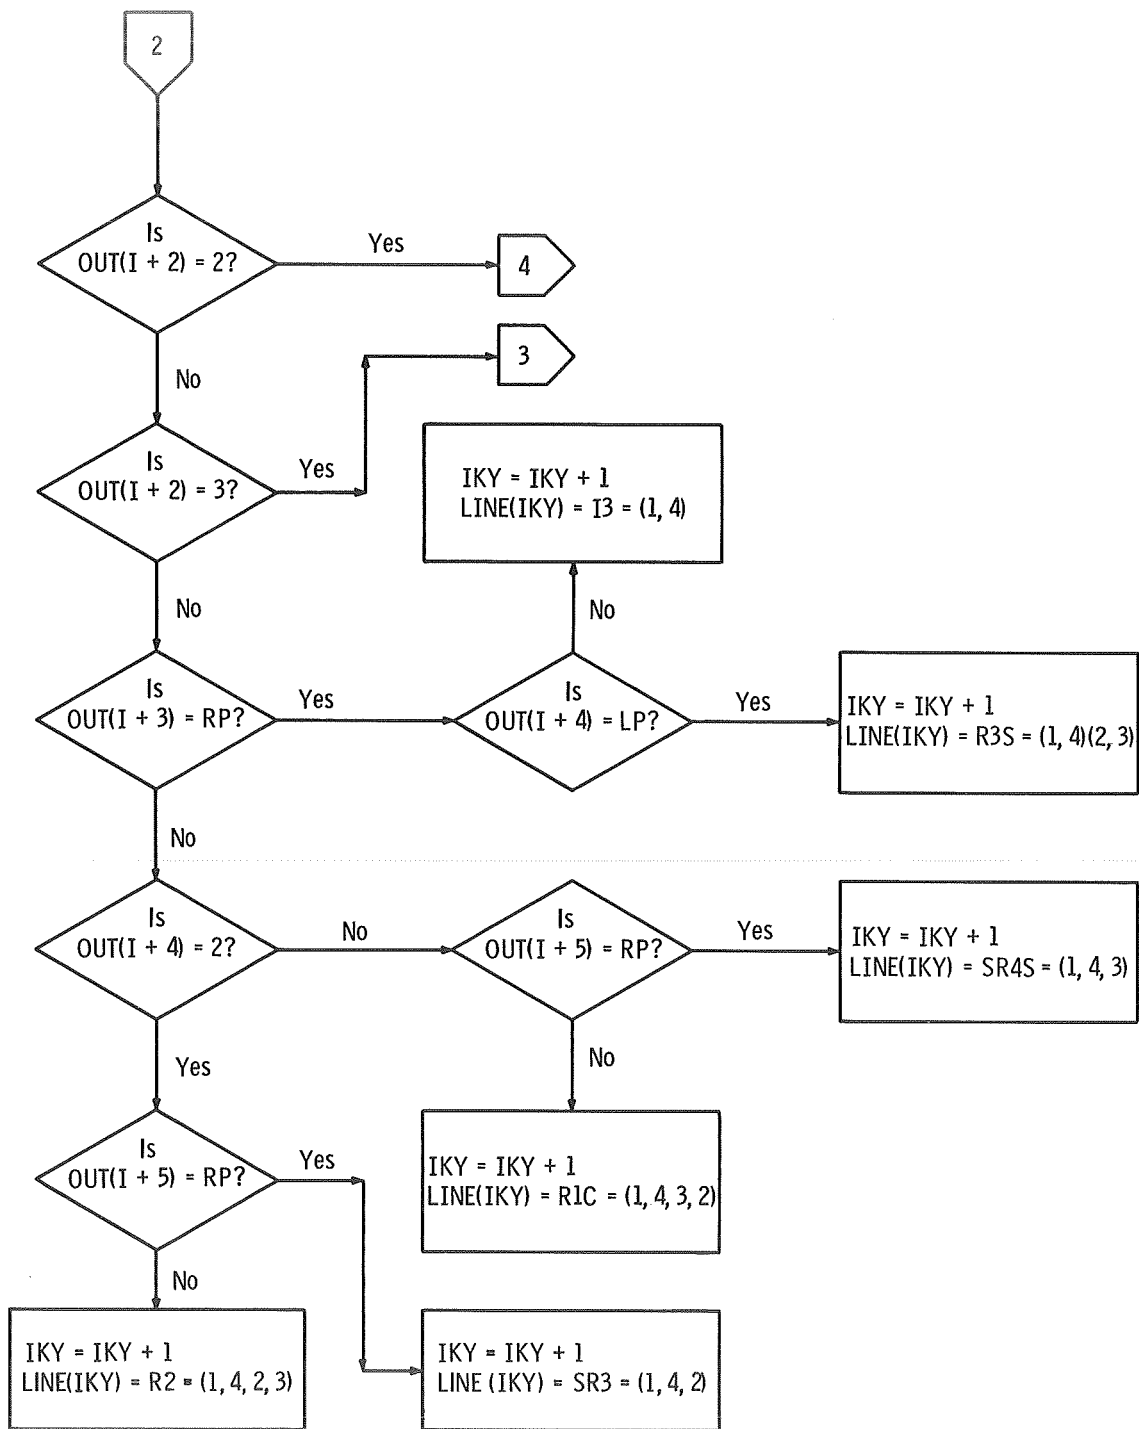 2
Is
OUT(I + 2) = 2?
Yes
4
No
3
Is
OUT(I + 2) = 3?
Yes
IKY = IKY + 1
LINE(IKY) = I3 = (1, 4)
No
No
Is
OUT(I + 3) = RP?
Yes
Is
OUT(I + 4) = LP?
Yes
IKY = IKY + 1
LINE(IKY) = R3S = (1, 4)(2, 3)
No
Is
OUT(I + 4) = 2?
No
Is
OUT(I + 5) = RP?
Yes
IKY = IKY + 1
LINE(IKY) = SR4S = (1, 4, 3)
Yes
No
Is
OUT(I + 5) = RP?
Yes
IKY = IKY + 1
LINE(IKY) = R1C = (1, 4, 3, 2)
No
IKY = IKY + 1
LINE(IKY) = R2 = (1, 4, 2, 3)
IKY = IKY + 1
LINE (IKY) = SR3 = (1, 4, 2)